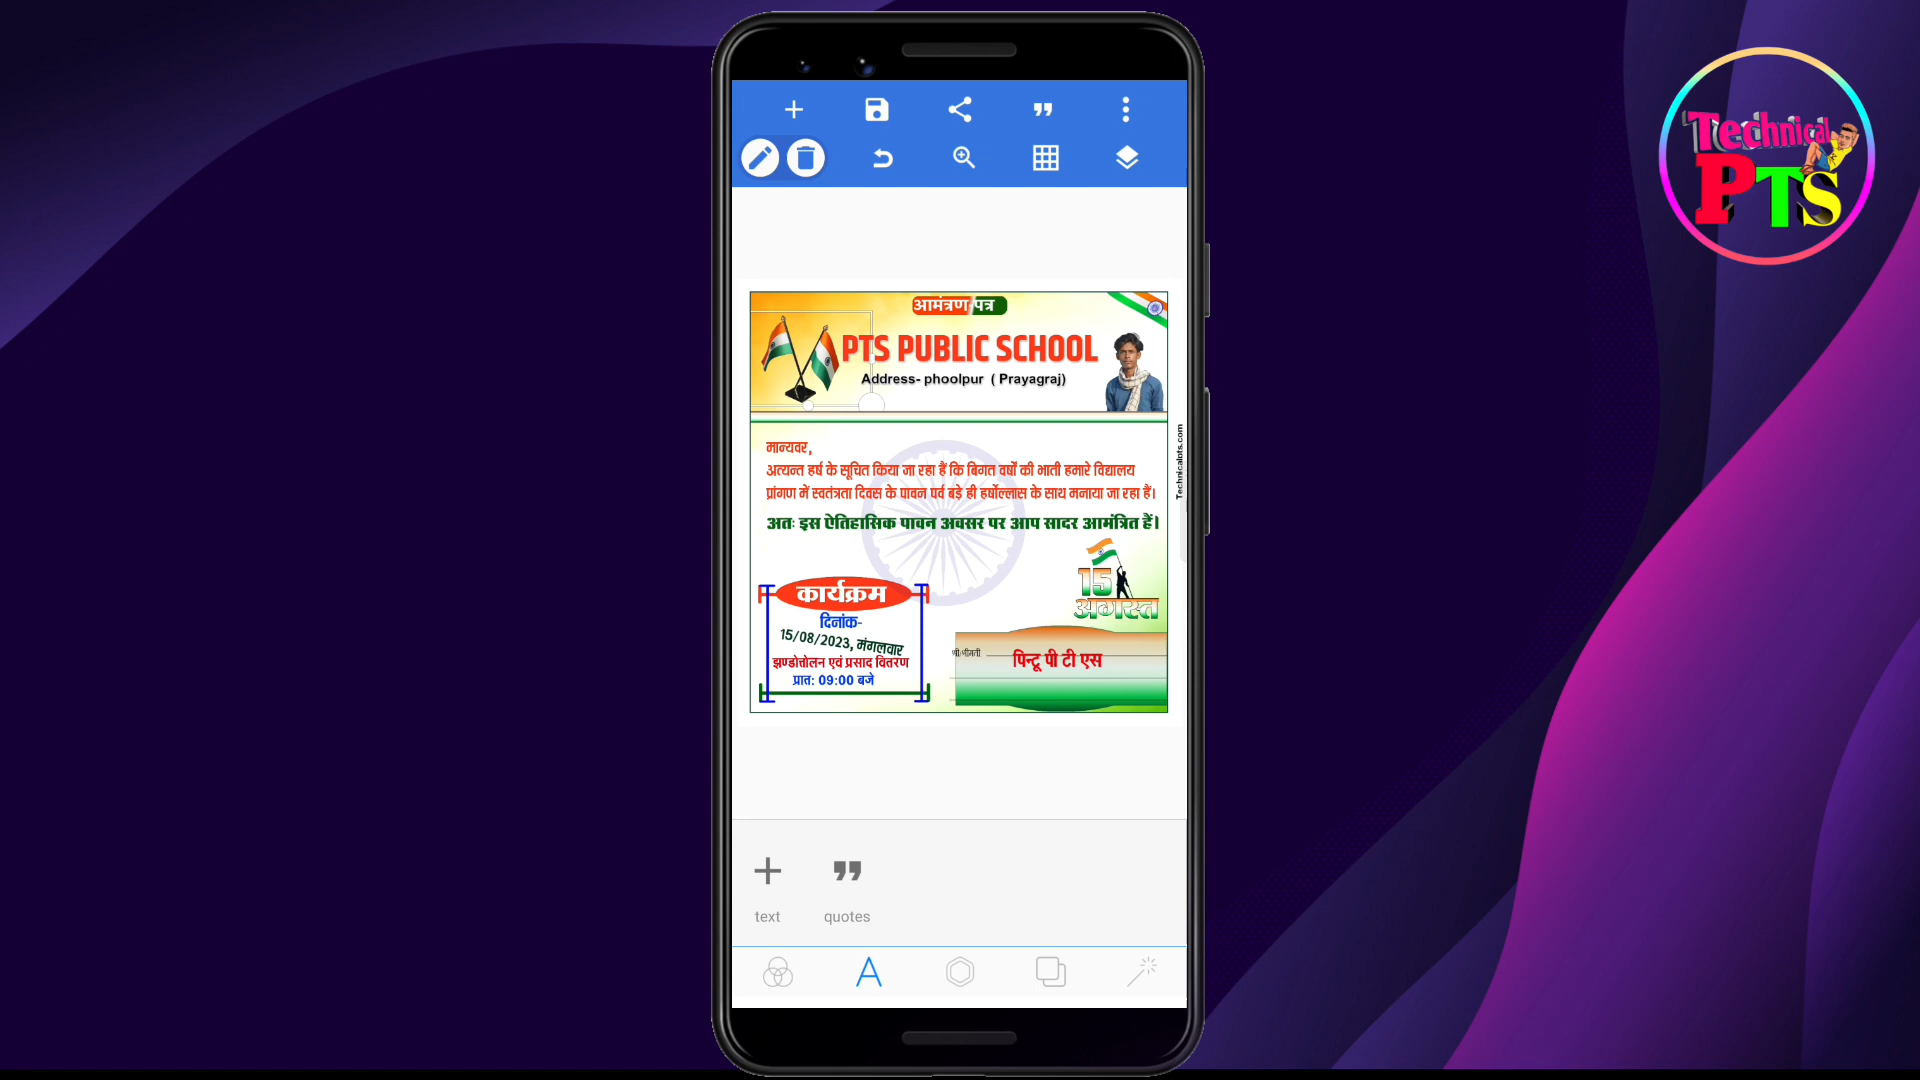 Technical
PTS
आमंत्रण-पत्र
PTS PUBLIC SCHOOL
Address- phoolpur ( Prayagraj)
मान्यवर,
अत्यन्त हर्ष के सूचित किया जा रहा हैं कि बिगत वर्षों की भाती हमारे विद्यालय
प्रांगण में स्वतंत्रता दिवस के पावन पर्व बड़े ही हर्षोल्लास के साथ मनाया जा रहा हैं।
अतः इस ऐतिहासिक पावन अवसर पर आप सादर आमंत्रित हैं।
Technicalots.com
15
अगस्त
कार्यक्रम
दिनांक-
15/08/2023, मंगलवार
झण्डोत्तोलन एवं प्रसाद वितरण
प्रात: 09:00 बजे
श्री/श्रीमती
पिन्टू पी टी एस
text
quotes